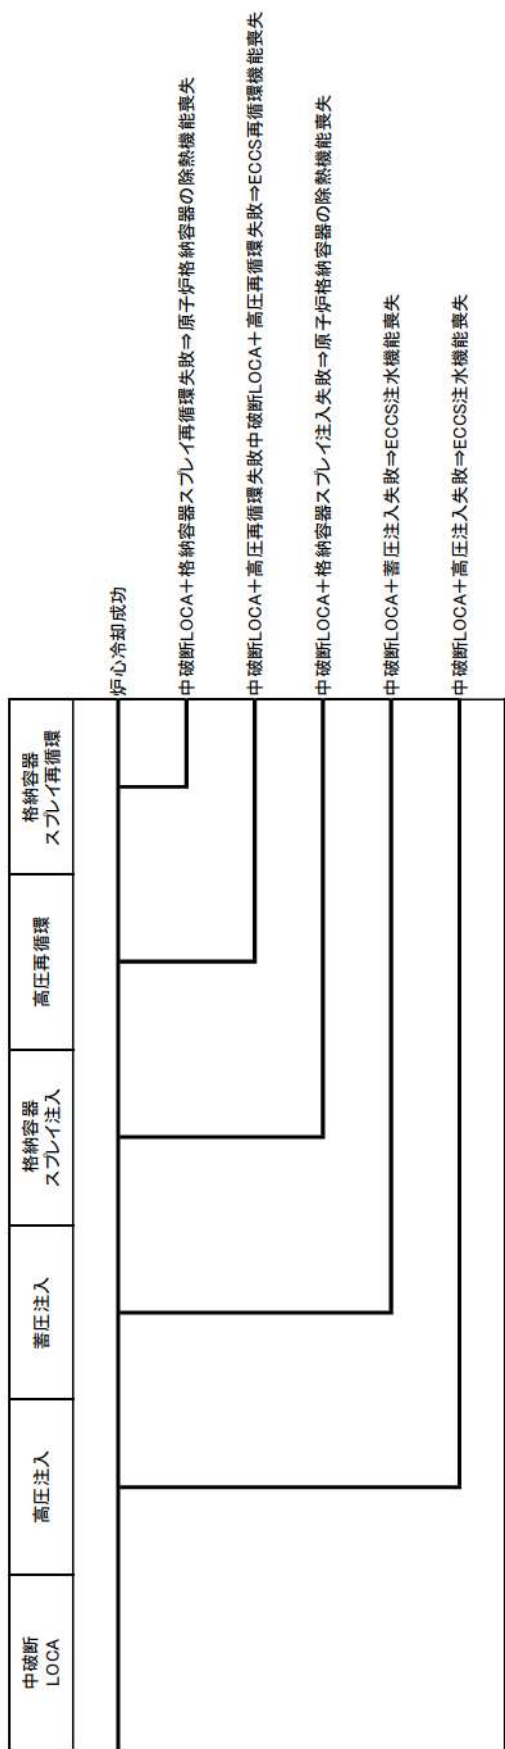 中破断
LOCA
高圧注入
蓄圧注入
格納容器
スプレイ注入
高圧再循環
格納容器
スプレイ再循環
炉心冷却成功
中破断LOCA+格納容器スプレイ再循環失敗⇒原子炉格納容器の除熱機能喪失
中破断LOCA+高圧再循環失敗中破断LOCA+高圧再循環失敗⇒ECCS再循環機能喪失
中破断LOCA+格納容器スプレイ注入失敗⇒原子炉格納容器の除熱機能喪失
中破断LOCA+蓄圧注入失敗⇒ECCS注水機能喪失
中破断LOCA+高圧注入失敗⇒ECCS注水機能喪失